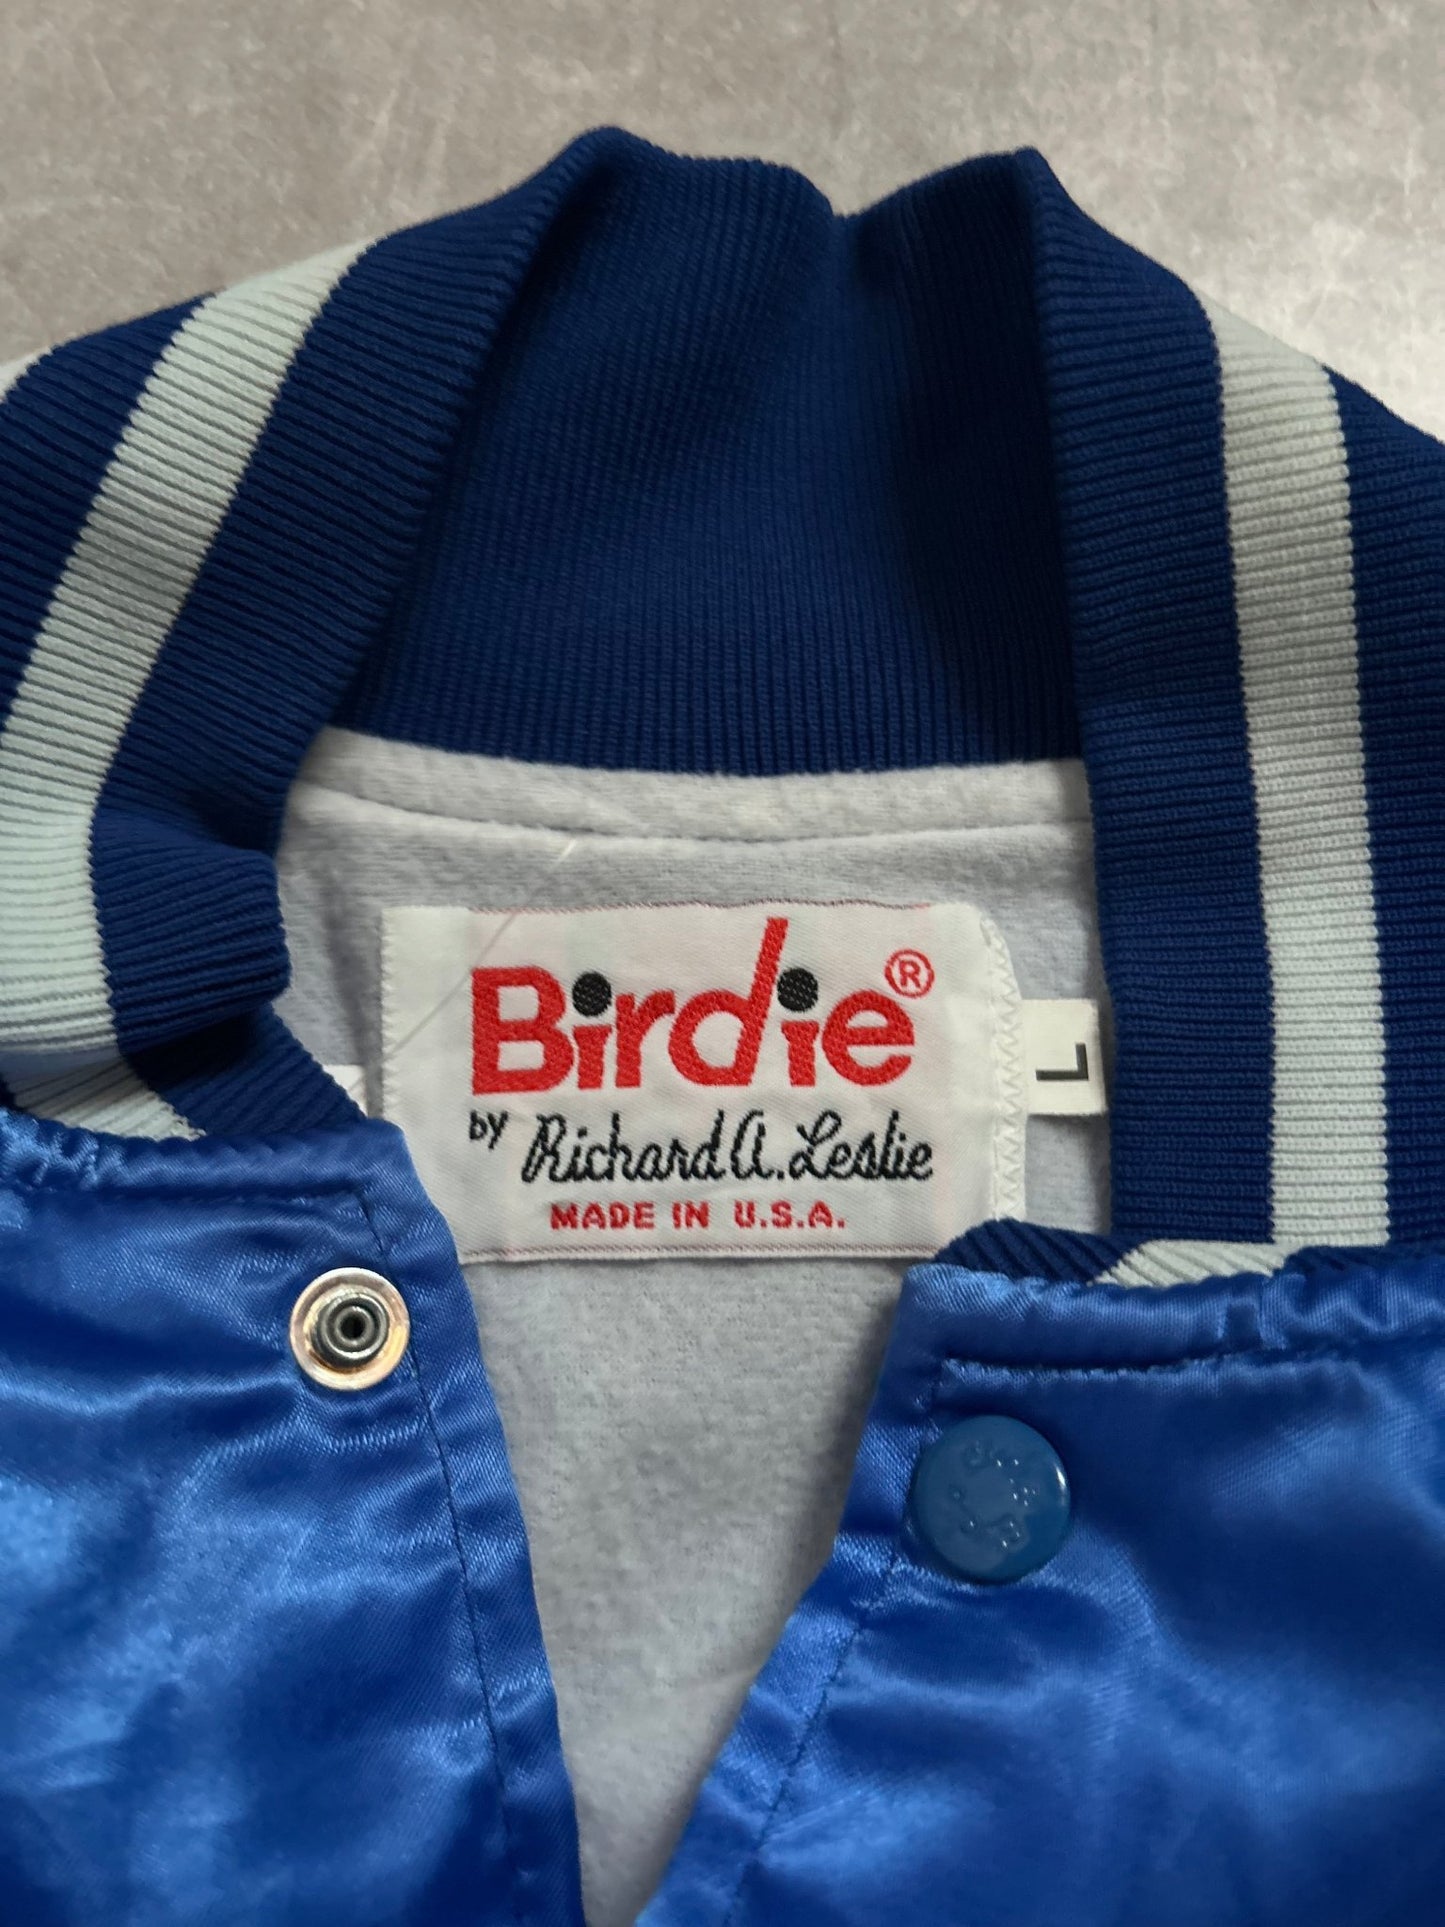 Birdie®
by Richard A. Leslie
MADE IN U.S.A.
L